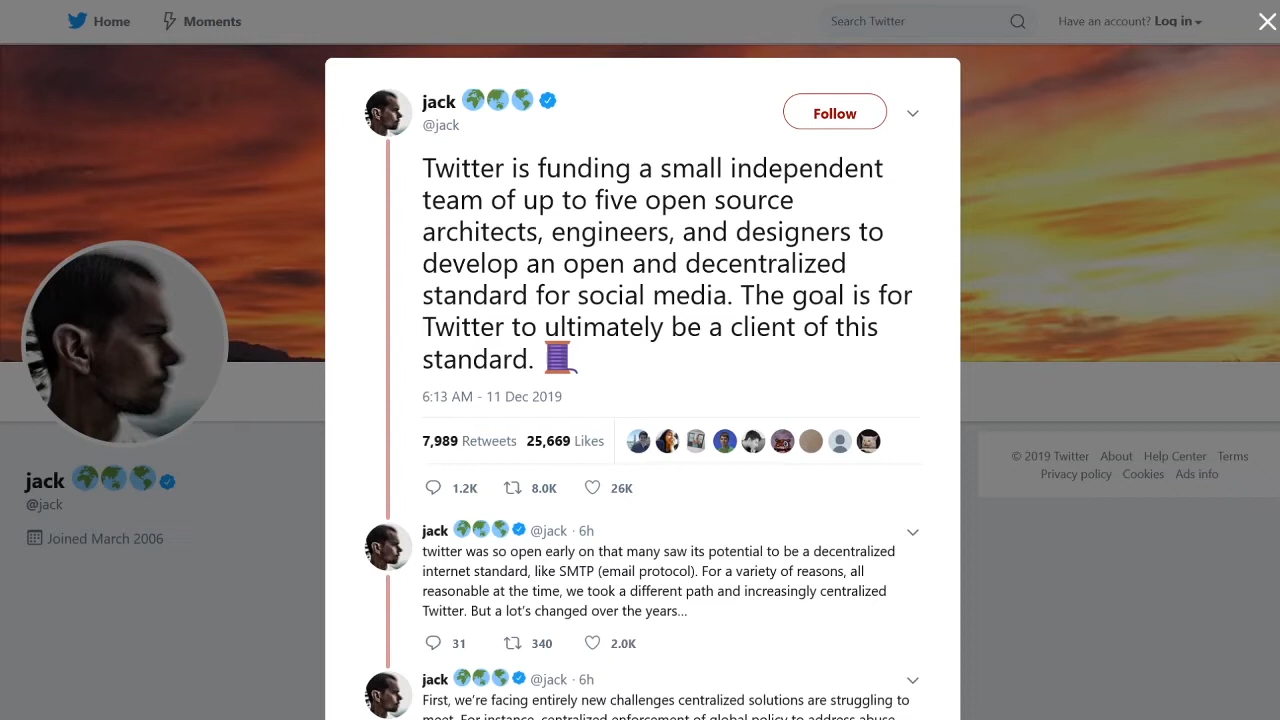 Home
Moments
Search Twitter
Have an account? Log in
jack
@jack
Follow
Twitter is funding a small independent
team of up to five open source
architects, engineers, and designers to
develop an open and decentralized
standard for social media. The goal is for
Twitter to ultimately be a client of this
standard.
6:13 AM - 11 Dec 2019
7,989 Retweets 25,669 Likes
1.2K 8.0K 26K
jack @jack · 6h
twitter was so open early on that many saw its potential to be a decentralized
internet standard, like SMTP (email protocol). For a variety of reasons, all
reasonable at the time, we took a different path and increasingly centralized
Twitter. But a lot's changed over the years...
31 340 2.0K
jack @jack · 6h
First, we're facing entirely new challenges centralized solutions are struggling to
meet. For instance, centralized enforcement of global policy to address abuse
jack
@jack
Joined March 2006
© 2019 Twitter About Help Center Terms
Privacy policy Cookies Ads info